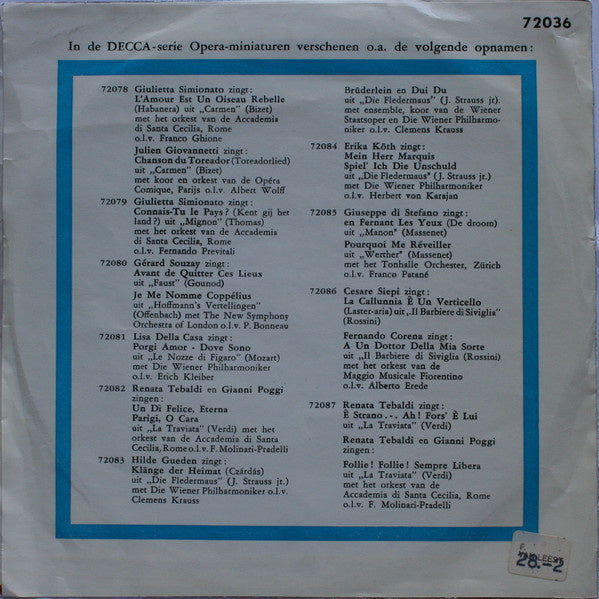 72036
In de DECCA-serie Opera-miniaturen verschenen o.a. de volgende opnamen:
72078 Giulietta Simionato zingt:
L'Amour Est Un Oiseau Rebelle
(Habanera) uit „Carmen” (Bizet)
met het orkest van de Accademia
di Santa Cecilia, Rome
o.l.v. Franco Ghione
Julien Giovannetti zingt:
Chanson du Toreador (Toreadorlied)
uit „Carmen” (Bizet)
met koor en orkest van de Opéra
Comique, Parijs o.l.v. Albert Wolff
72079 Giulietta Simionato zingt:
Connais-Tu le Pays? (Kent gij het
land?) uit „Mignon” (Thomas)
met het orkest van de Accademia
di Santa Cecilia, Rome
o.l.v. Fernando Previtali
72080 Gérard Souzay zingt:
Avant de Quitter Ces Lieux
uit „Faust” (Gounod)
Je Me Nomme Coppélius
uit „Hoffmann's Vertellingen”
(Offenbach) met The New Symphony
Orchestra of London o.l.v. P. Bonneau
72081 Lisa Della Casa zingt:
Porgi Amor - Dove Sono
uit „Le Nozze di Figaro” (Mozart)
met Die Wiener Philharmoniker
o.l.v. Erich Kleiber
72082 Renata Tebaldi en Gianni Poggi
zingen:
Un Di Felice, Eterna
Parigi, O Cara
uit „La Traviata” (Verdi) met het
orkest van de Accademia di Santa
Cecilia, Rome o.l.v. F. Molinari-Pradelli
72083 Hilde Gueden zingt:
Klänge der Heimat (Czárdás)
uit „Die Fledermaus” (J. Strauss jr.)
met Die Wiener Philharmoniker o.l.v.
Clemens Krauss
Brüderlein en Dui Du
uit „Die Fledermaus” (J. Strauss jr).
met ensemble, koor van de Wiener
Staatsoper en Die Wiener Philharmo-
niker o.l.v. Clemens Krauss
72084 Erika Köth zingt:
Mein Herr Marquis
Spiel' Ich Die Unschuld
uit „Die Fledermaus” (J. Strauss jr.)
met Die Wiener Philharmoniker
o.l.v. Herbert von Karajan
72085 Giuseppe di Stefano zingt:
en Fernant Les Yeux (De droom)
uit „Manon” (Massenet)
Pourquoi Me Réveiller
uit „Werther” (Massenet)
met het Tonhalle Orchester, Zürich
o.l.v. Franco Patané
72086 Cesare Siepi zingt:
La Callunnia È Un Verticello
(Laster-aria) uit „Il Barbiere di Siviglia”
(Rossini)
Fernando Corena zingt:
A Un Dottor Della Mia Sorte
uit „Il Barbiere di Siviglia (Rossini)
met het orkest van de
Maggio Musicale Fiorentino
o.l.v. Alberto Erede
72087 Renata Tebaldi zingt:
È Strano .-. Ah! Fors' È Lui
uit „La Traviata” (Verdi)
Renata Tebaldi en Gianni Poggi
zingen:
Follie! Follie! Sempre Libera
uit „La Traviata” (Verdi)
met het orkest van de
Accademia di Santa Cecilia, Rome
o.l.v. F. Molinari-Pradelli
28.-2